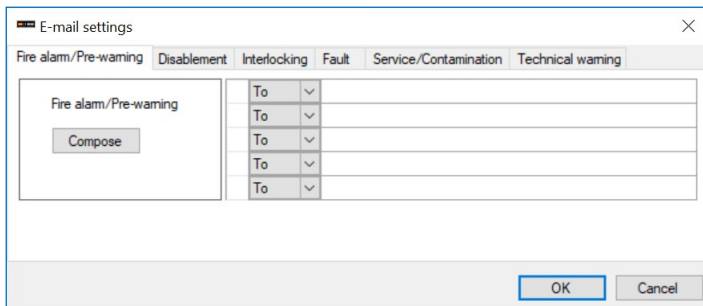 E-mail settings
Fire alarm/Pre-warning Disablement Interlocking Fault Service/Contamination Technical warning
Fire alarm/Pre-warning
Compose
To
To
To
To
To
OK Cancel